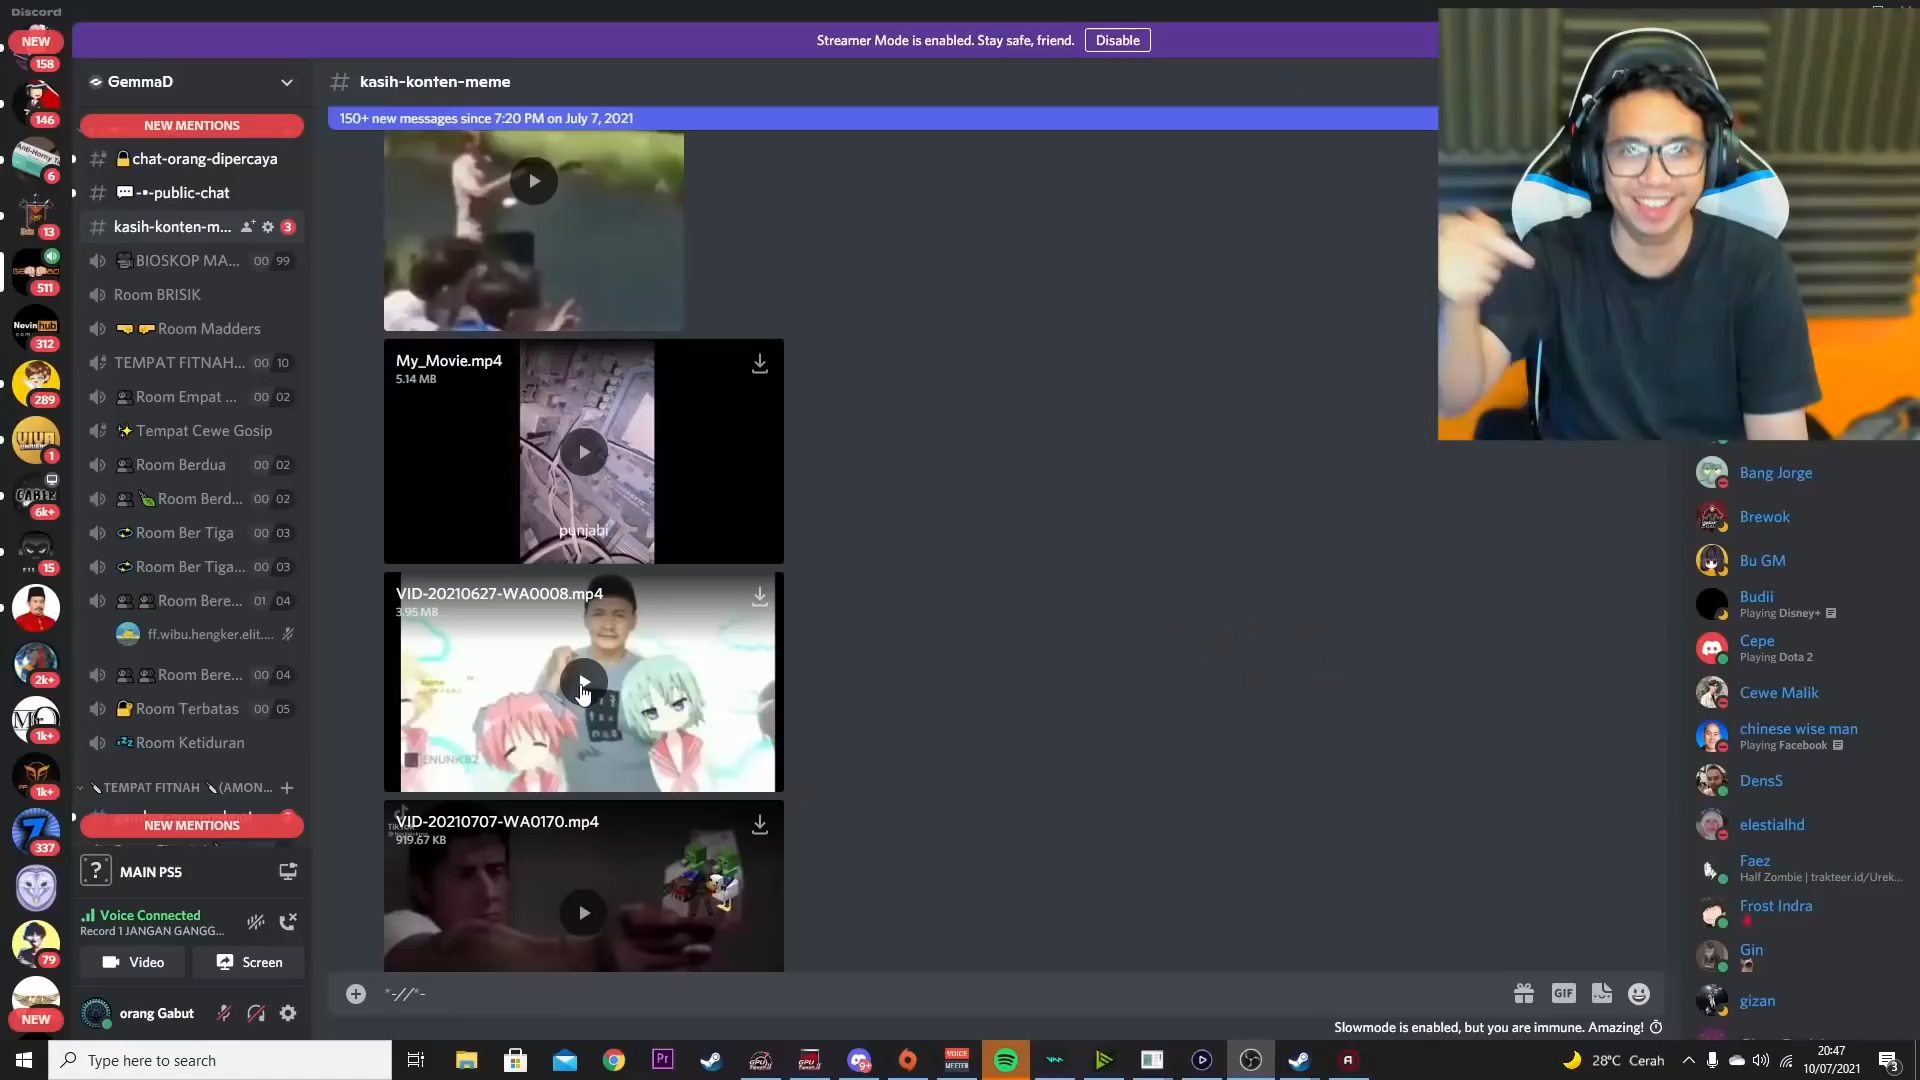 Discord
Streamer Mode is enabled. Stay safe, friend.
Disable
NEW
158
146
6
13
511
Nevin hub
312
289
VIVA
1
6k+
15
2k+
1k+
1k+
337
79
NEW
GemmaD
NEW MENTIONS
chat-orang-dipercaya
-•-public-chat
kasih-konten-m...
3
BIOSKOP MA...
00 99
Room BRISIK
Room Madders
TEMPAT FITNAH...
00 10
Room Empat ...
00 02
Tempat Cewe Gosip
Room Berdua
00 02
Room Berd...
00 02
Room Ber Tiga
00 03
Room Ber Tiga...
00 03
Room Bere...
01 04
ff.wibu.hengker.elit....
Room Bere...
00 04
Room Terbatas
00 05
Room Ketiduran
TEMPAT FITNAH (AMON...
NEW MENTIONS
MAIN PS5
Voice Connected
Record 1 JANGAN GANGG...
Video
Screen
orang Gabut
kasih-konten-meme
150+ new messages since 7:20 PM on July 7, 2021
My_Movie.mp4
5.14 MB
punjabi
VID-20210627-WA0008.mp4
3.95 MB
VID-20210707-WA0170.mp4
919.67 KB
*-//*-
GIF
Slowmode is enabled, but you are immune. Amazing!
Bang Jorge
Brewok
Bu GM
Budii
Playing Disney+
Cepe
Playing Dota 2
Cewe Malik
chinese wise man
Playing Facebook
DensS
elestialhd
Faez
Half Zombie | trakteer.id/Urek...
Frost Indra
Gin
gizan
Type here to search
Pr
VOICE
MEETER
9+
28°C Cerah
20:47
10/07/2021
3